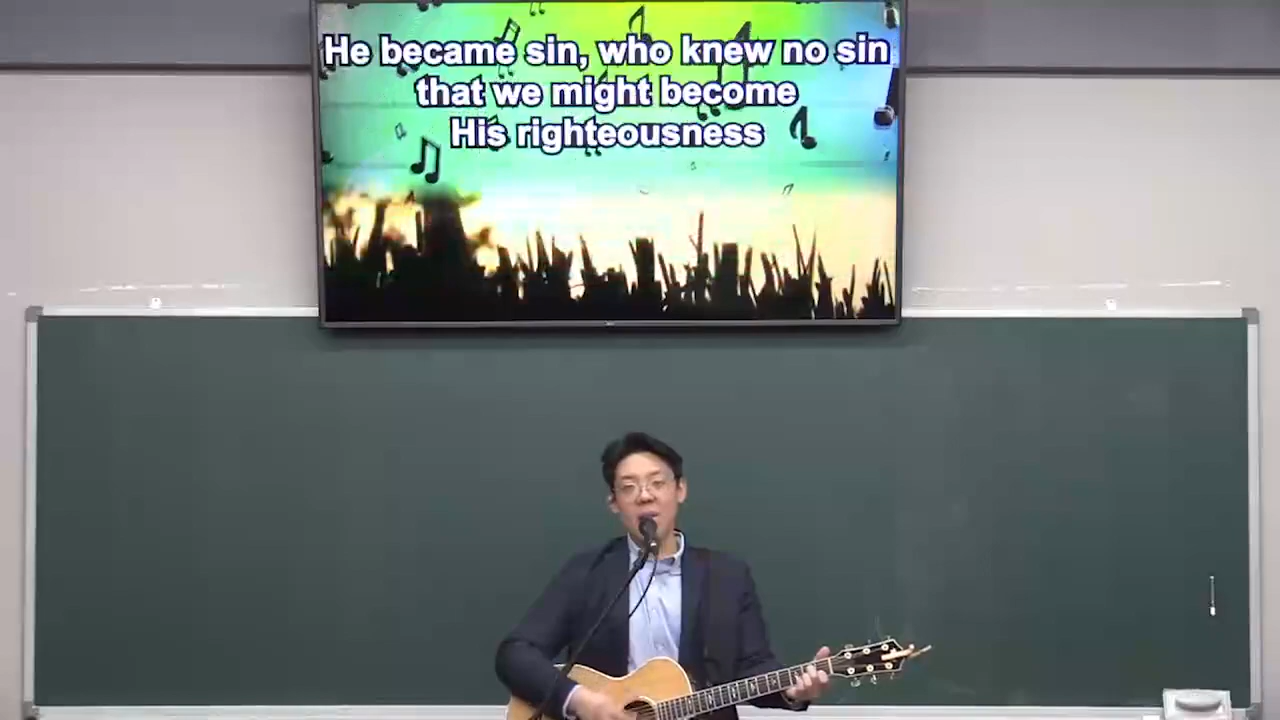 He became sin, who knew no sin
that we might become
His righteousness